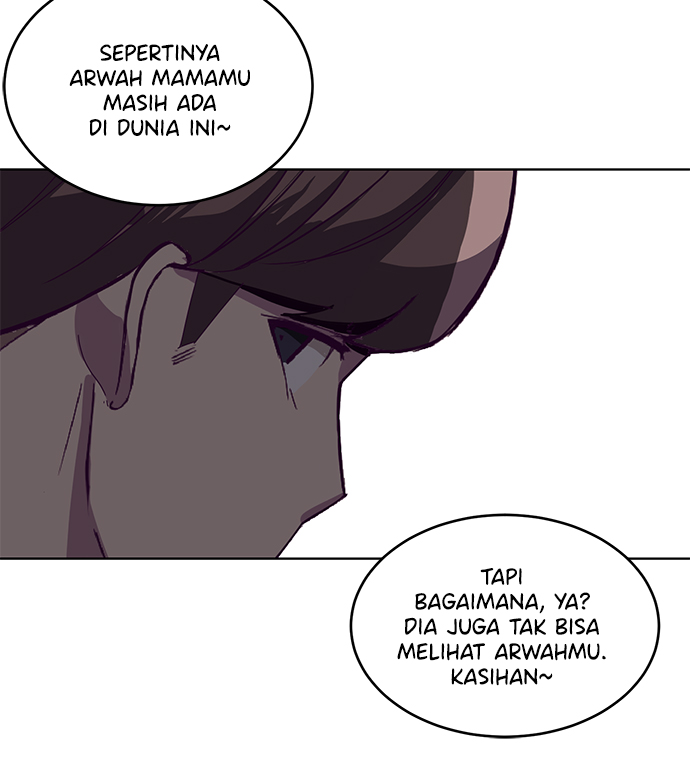 SEPERTINYA
ARWAH MAMAMU
MASIH ADA
DI DUNIA INI~
TAPI
BAGAIMANA, YA?
DIA JUGA TAK BISA
MELIHAT ARWAHMU.
KASIHAN~